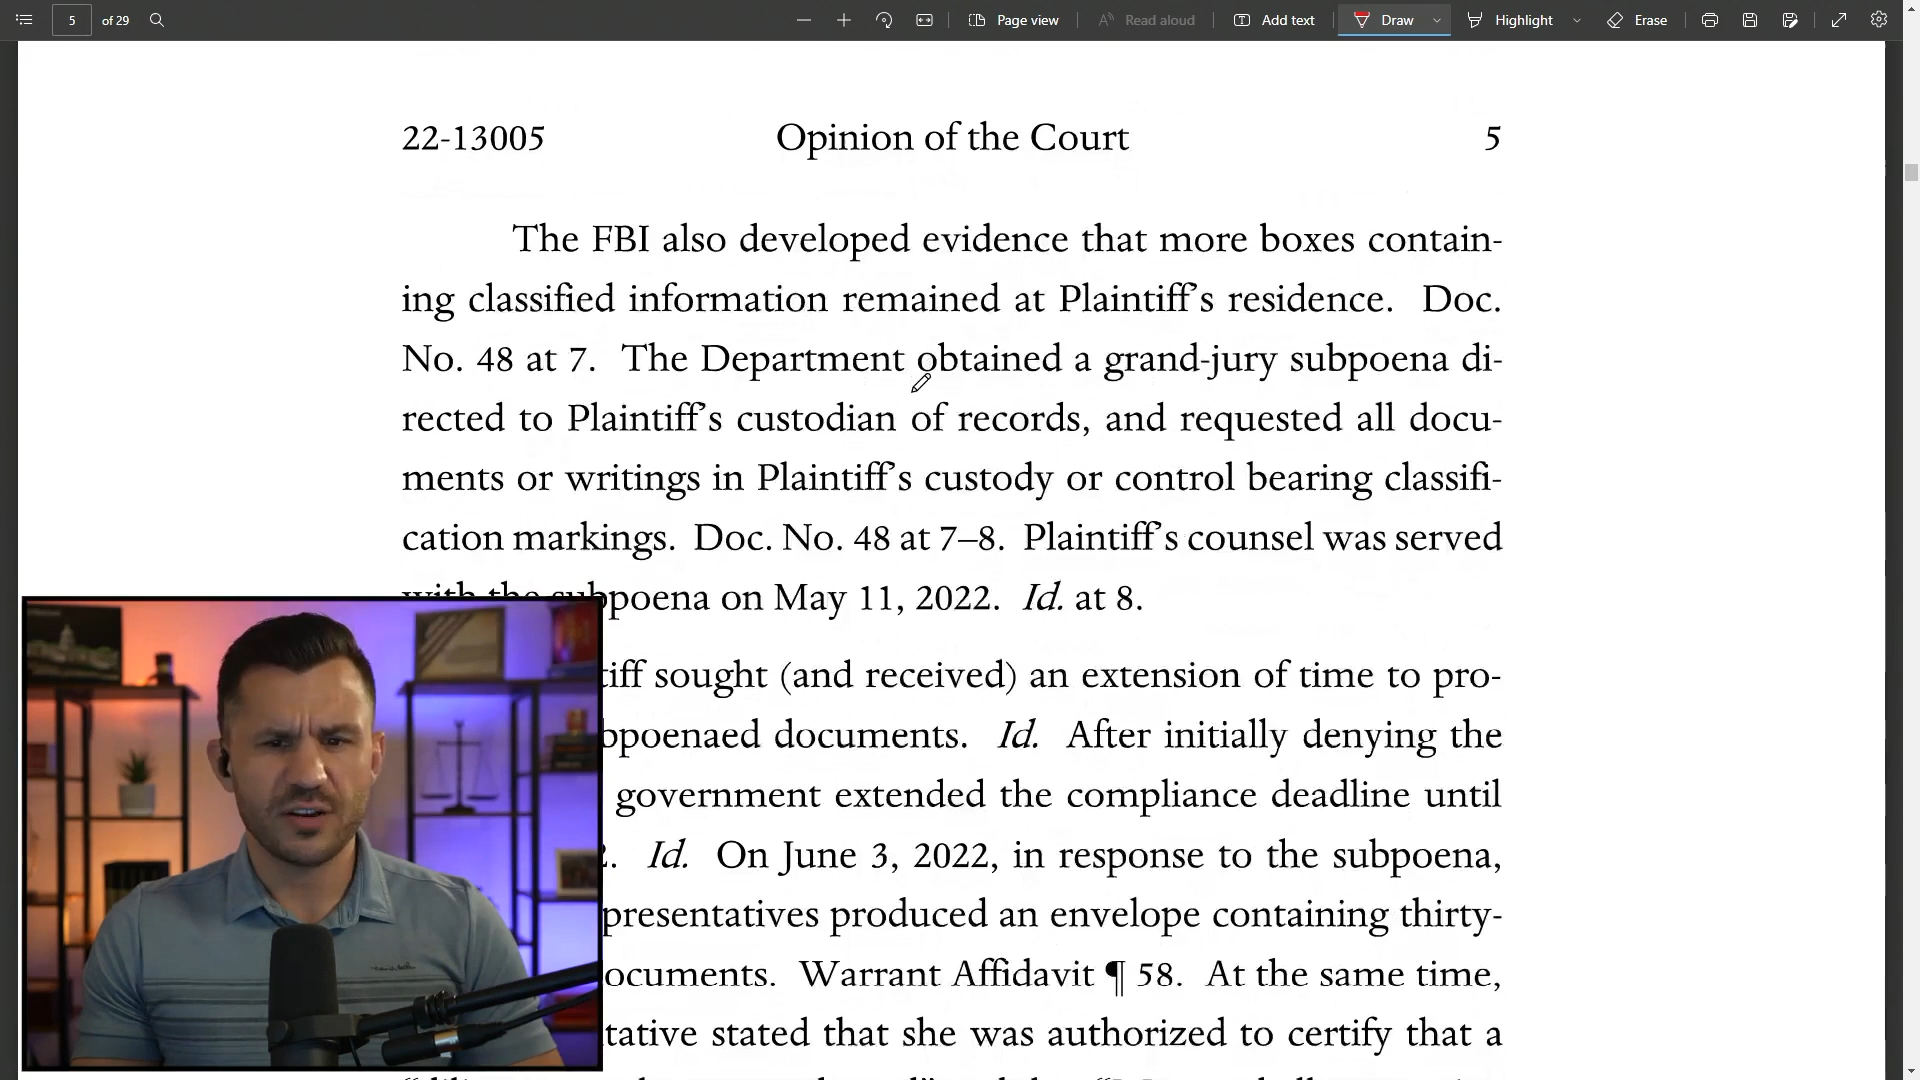 5 of 29 Page view Read aloud Add text Draw Highlight Erase
22-13005 Opinion of the Court 5
The FBI also developed evidence that more boxes contain-
ing classified information remained at Plaintiff's residence. Doc.
No. 48 at 7. The Department obtained a grand-jury subpoena di-
rected to Plaintiff's custodian of records, and requested all docu-
ments or writings in Plaintiff's custody or control bearing classifi-
cation markings. Doc. No. 48 at 7–8. Plaintiff's counsel was served
with the subpoena on May 11, 2022. Id. at 8.
sought (and received) an extension of time to pro-
documents. Id. After initially denying the
government extended the compliance deadline until
Id. On June 3, 2022, in response to the subpoena,
produced an envelope containing thirty-
Warrant Affidavit ¶ 58. At the same time,
stated that she was authorized to certify that a